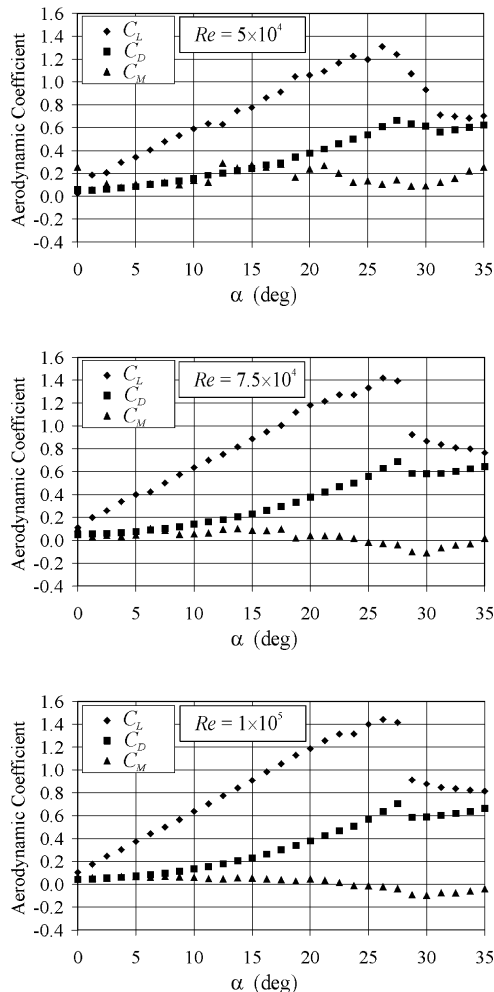 1.6
1.4
1.2
1.0
0.8
0.6
0.4
0.2
0.0
-0.2
-0.4
Aerodynamic Coefficient
C_L
C_D
C_M
Re = 5×10⁴
0 5 10 15 20 25 30 35
α (deg)
1.6
1.4
1.2
1.0
0.8
0.6
0.4
0.2
0.0
-0.2
-0.4
Aerodynamic Coefficient
C_L
C_D
C_M
Re = 7.5×10⁴
0 5 10 15 20 25 30 35
α (deg)
1.6
1.4
1.2
1.0
0.8
0.6
0.4
0.2
0.0
-0.2
-0.4
Aerodynamic Coefficient
C_L
C_D
C_M
Re = 1×10⁵
0 5 10 15 20 25 30 35
α (deg)